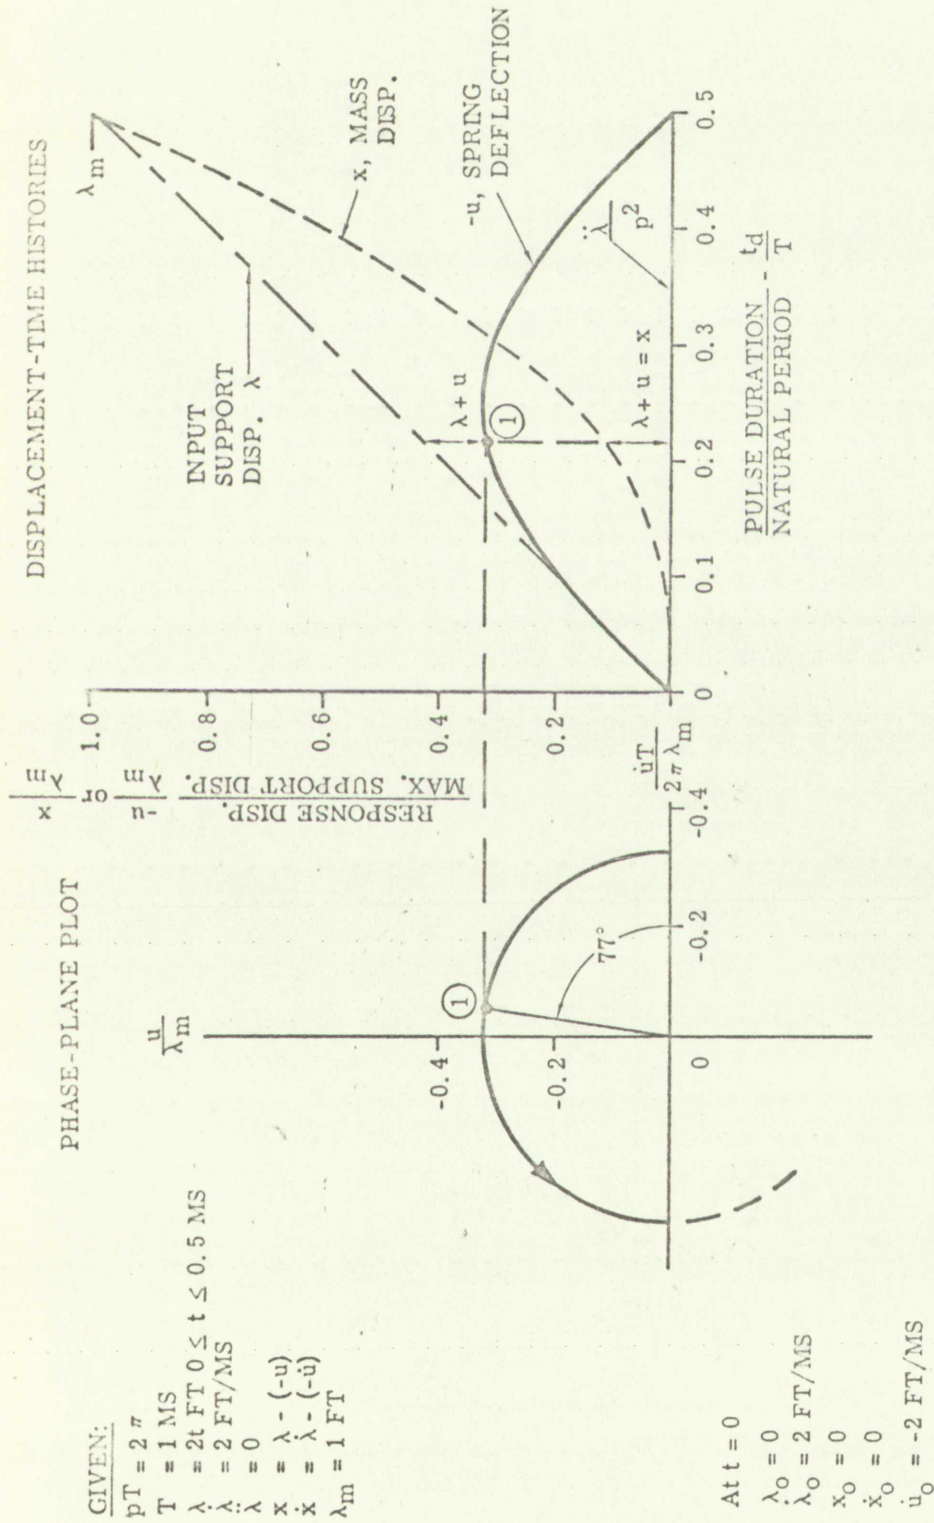 PHASE-PLANE PLOT
DISPLACEMENT-TIME HISTORIES
GIVEN:
pT = 2π
T = 1 MS
λ = 2t FT 0 ≤ t ≤ 0.5 MS
λ̇ = 2 FT/MS
λ̈ = 0
x = λ - (-u)
ẋ = λ̇ - (-u̇)
λm = 1 FT
At t = 0
λo = 0
λ̇o = 2 FT/MS
xo = 0
ẋo = 0
u̇o = -2 FT/MS
u/λm
-0.4
-0.2
0
1
77°
-0.2
-0.4
u̇T/2πλm
RESPONSE DISP./MAX. SUPPORT DISP. -u/λm or x/λm
1.0
0.8
0.6
0.4
0.2
0
0.1
0.2
0.3
0.4
0.5
PULSE DURATION/NATURAL PERIOD - td/T
INPUT
SUPPORT
DISP. λ
λm
x, MASS
DISP.
-u, SPRING
DEFLECTION
λ + u
1
λ + u = x
λ̈/p²